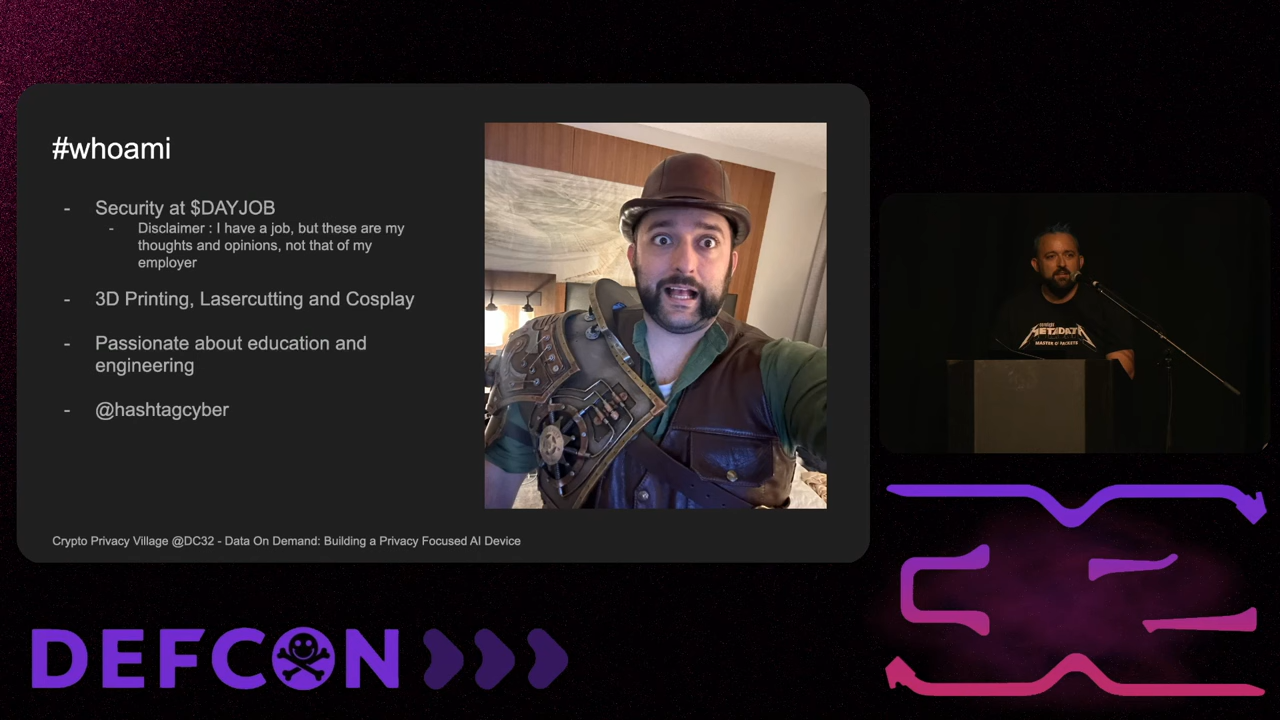 #whoami
- Security at $DAYJOB
- Disclaimer : I have a job, but these are my
thoughts and opinions, not that of my
employer
- 3D Printing, Lasercutting and Cosplay
- Passionate about education and
engineering
- @hashtagcyber
Crypto Privacy Village @DC32 - Data On Demand: Building a Privacy Focused AI Device
METADATA
MASTER OF PACKETS
DEFCON